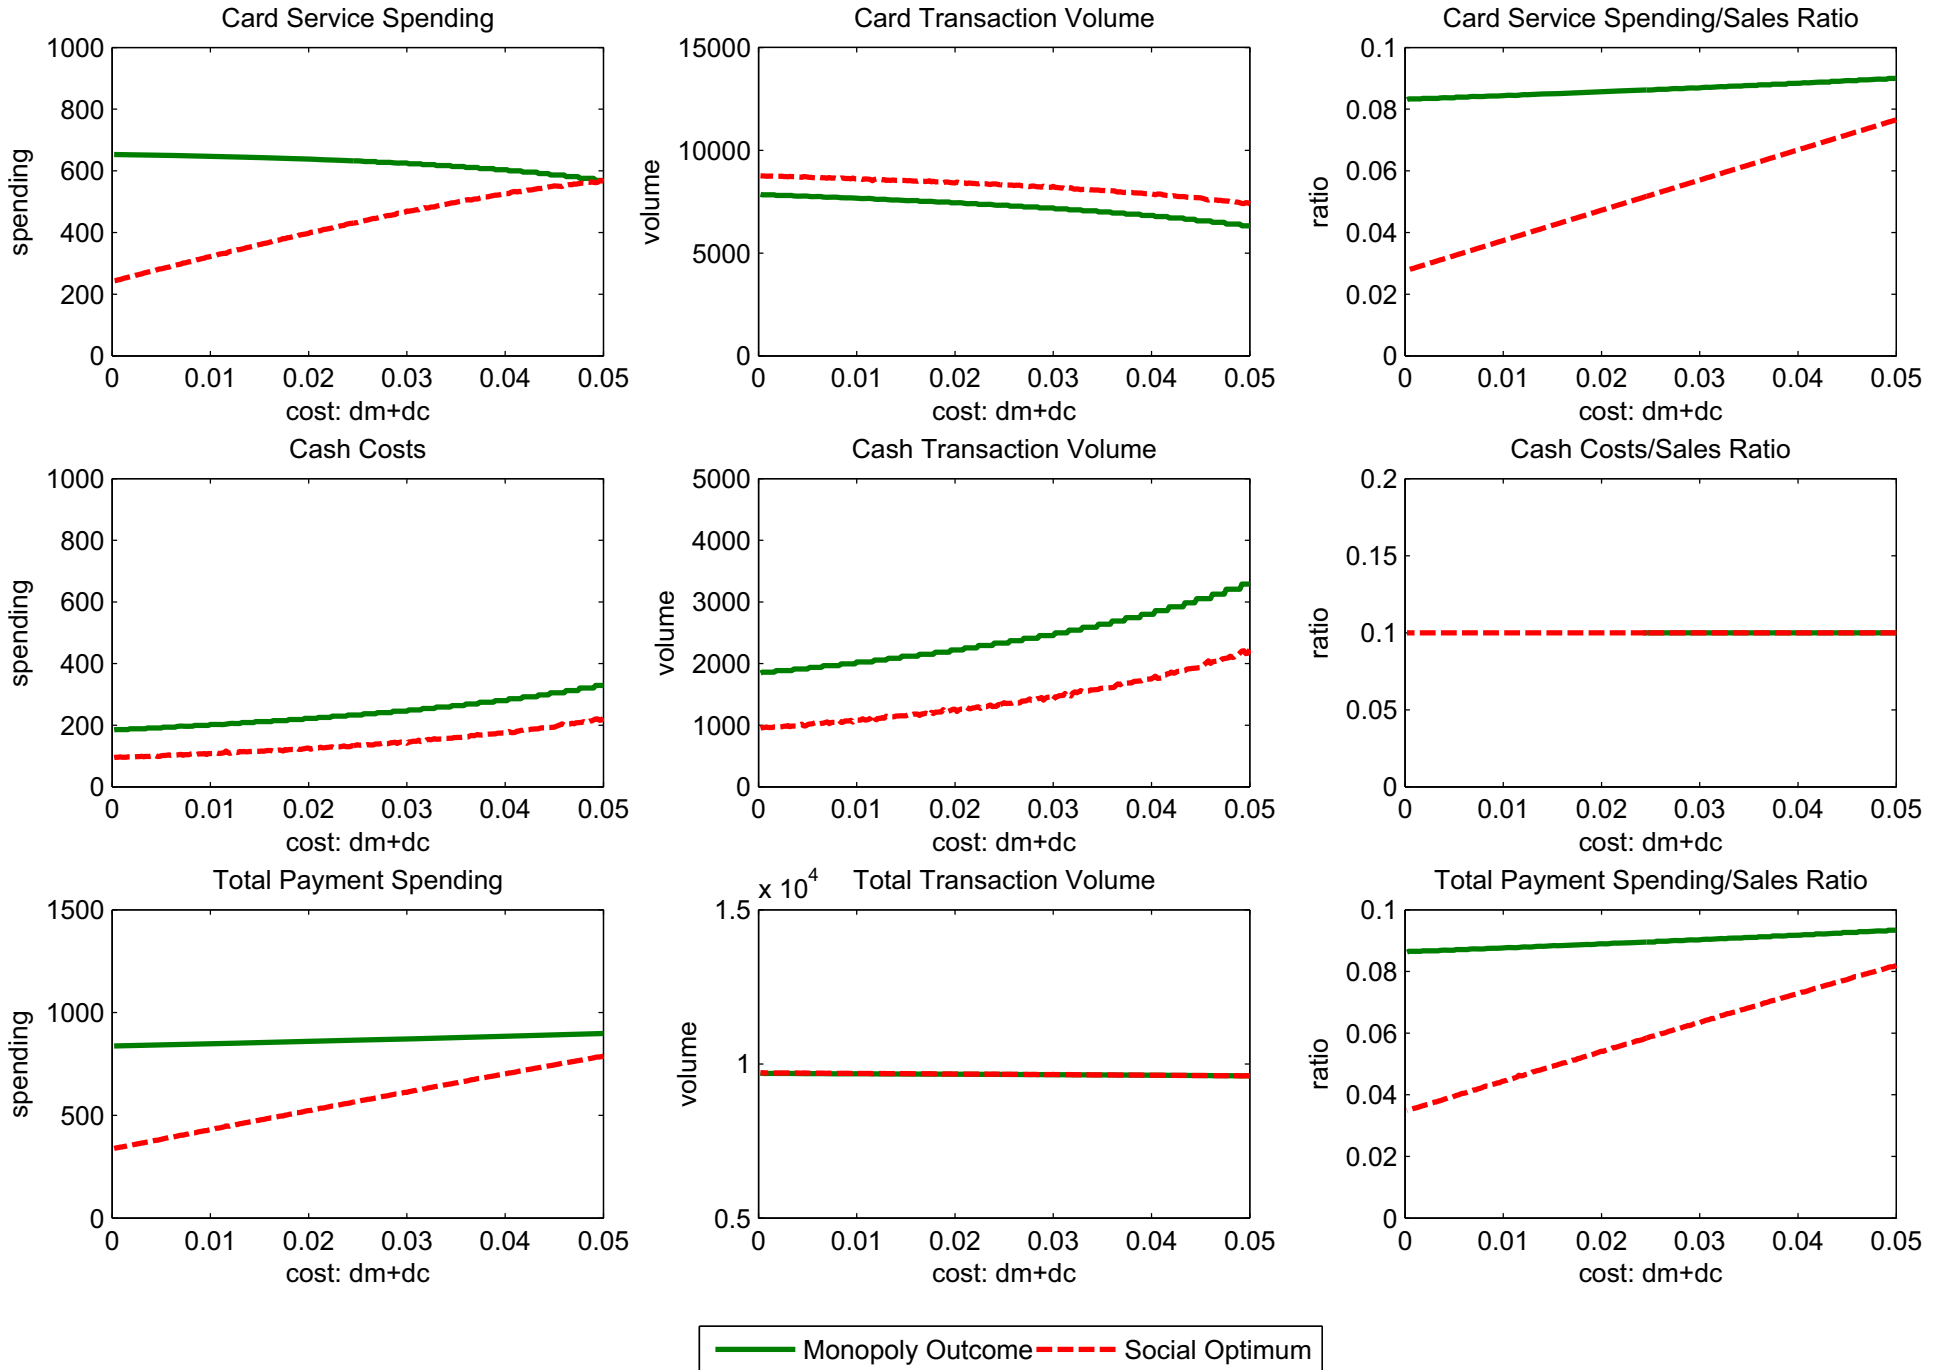 Card Service Spending
1000
800
600
400
200
0
spending
0 0.01 0.02 0.03 0.04 0.05
cost: dm+dc
Card Transaction Volume
15000
10000
5000
0
volume
0 0.01 0.02 0.03 0.04 0.05
cost: dm+dc
Card Service Spending/Sales Ratio
0.1
0.08
0.06
0.04
0.02
0
ratio
0 0.01 0.02 0.03 0.04 0.05
cost: dm+dc
Cash Costs
1000
800
600
400
200
0
spending
0 0.01 0.02 0.03 0.04 0.05
cost: dm+dc
Cash Transaction Volume
5000
4000
3000
2000
1000
0
volume
0 0.01 0.02 0.03 0.04 0.05
cost: dm+dc
Cash Costs/Sales Ratio
0.2
0.15
0.1
0.05
0
ratio
0 0.01 0.02 0.03 0.04 0.05
cost: dm+dc
Total Payment Spending
1500
1000
500
0
spending
0 0.01 0.02 0.03 0.04 0.05
cost: dm+dc
x 10^4 Total Transaction Volume
1.5
1
0.5
volume
0 0.01 0.02 0.03 0.04 0.05
cost: dm+dc
Total Payment Spending/Sales Ratio
0.1
0.08
0.06
0.04
0.02
0
ratio
0 0.01 0.02 0.03 0.04 0.05
cost: dm+dc
Monopoly Outcome Social Optimum